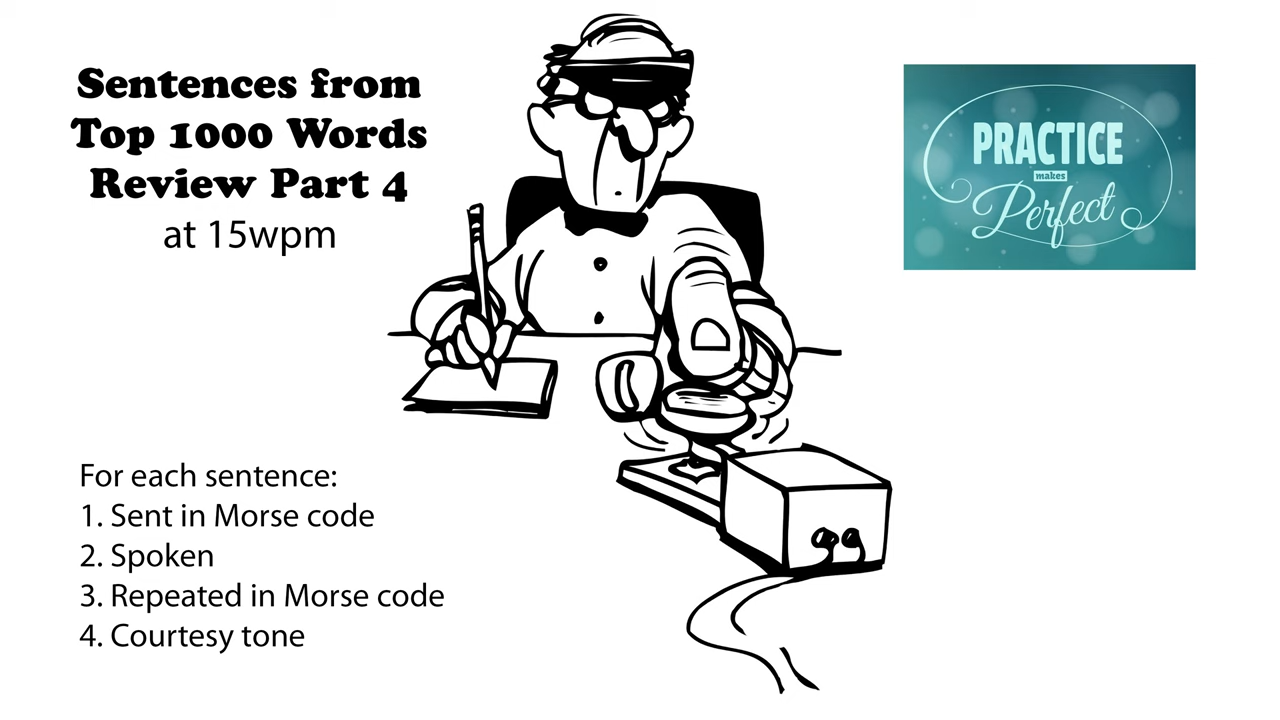 Sentences from
Top 1000 Words
Review Part 4
at 15wpm
PRACTICE
makes
Perfect
For each sentence:
1. Sent in Morse code
2. Spoken
3. Repeated in Morse code
4. Courtesy tone